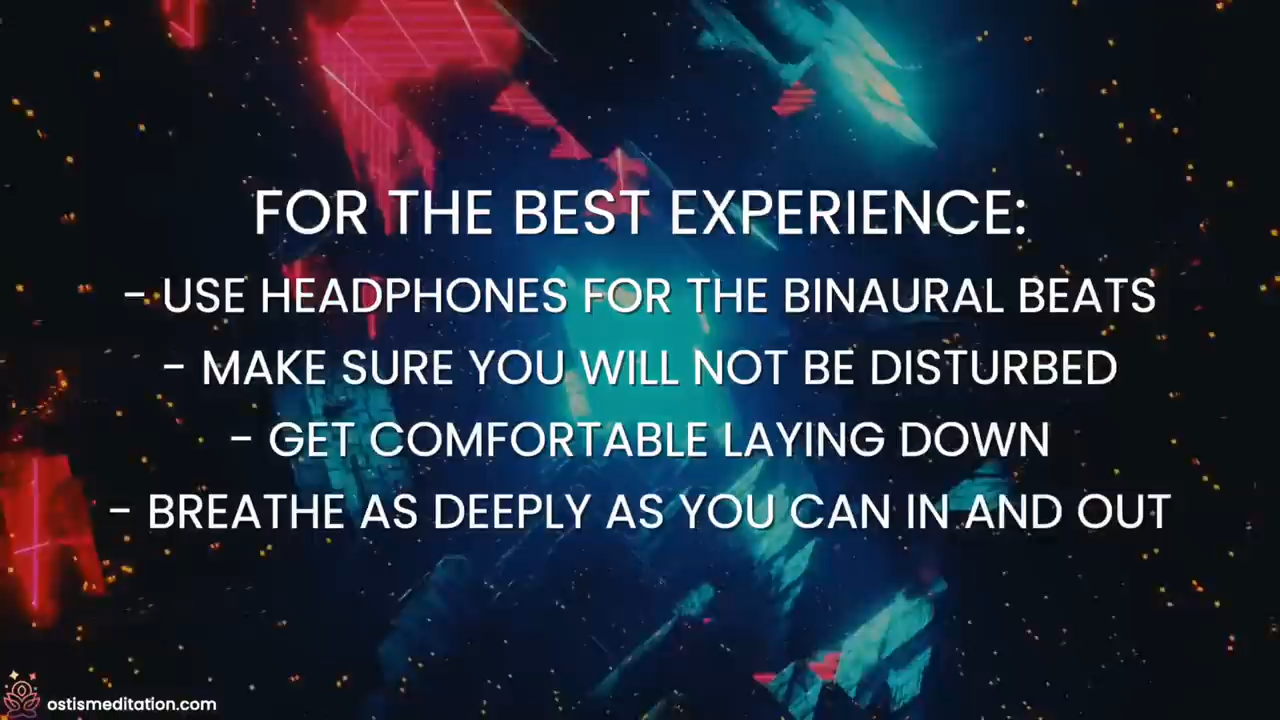 FOR THE BEST EXPERIENCE:
- USE HEADPHONES FOR THE BINAURAL BEATS
- MAKE SURE YOU WILL NOT BE DISTURBED
- GET COMFORTABLE LAYING DOWN
- BREATHE AS DEEPLY AS YOU CAN IN AND OUT
ostismeditation.com